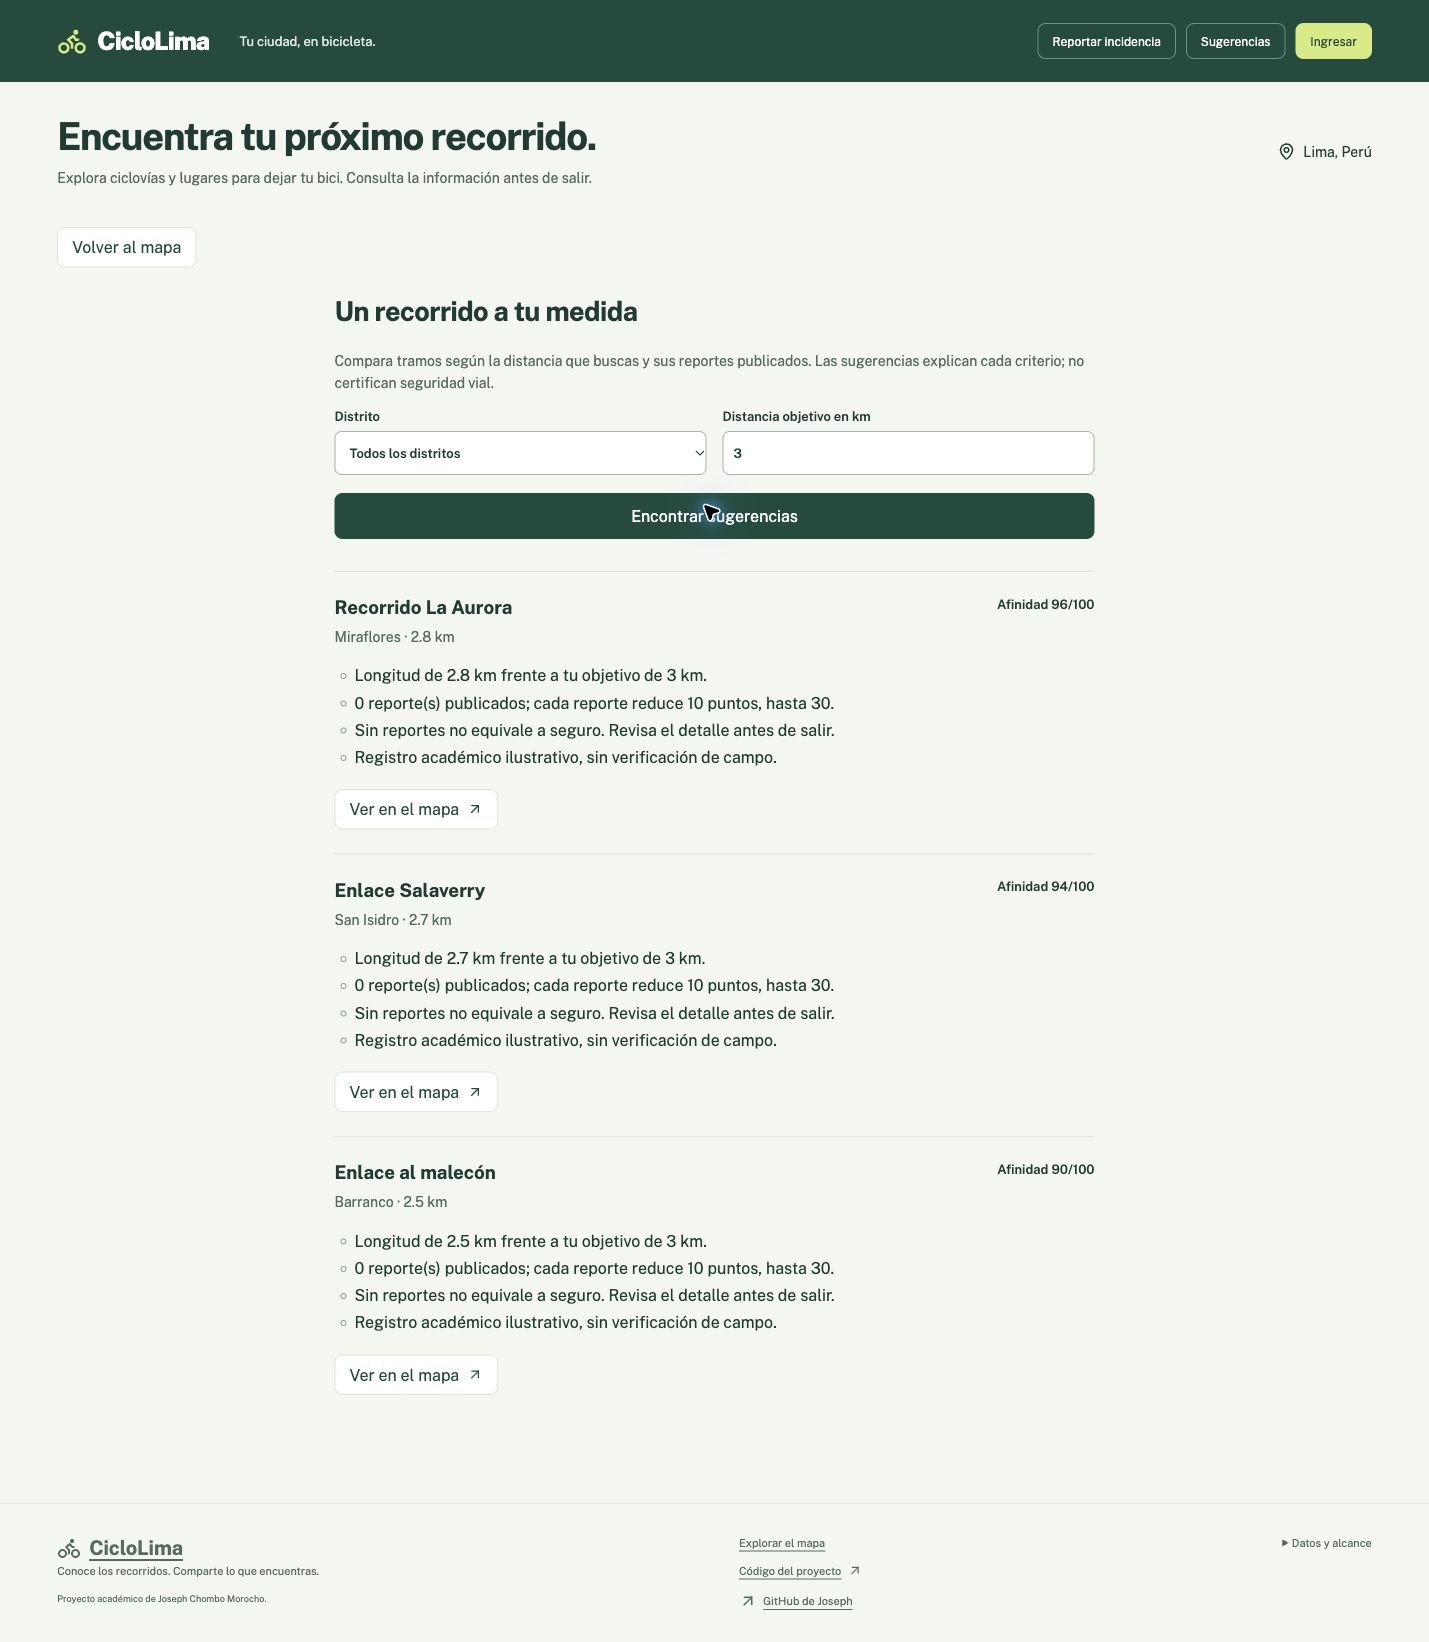 CicloLima
Tu ciudad, en bicicleta.
Reportar incidencia
Sugerencias
Ingresar
Encuentra tu próximo recorrido.
Explora ciclovías y lugares para dejar tu bici. Consulta la información antes de salir.
Lima, Perú
Volver al mapa
Un recorrido a tu medida
Compara tramos según la distancia que buscas y sus reportes publicados. Las sugerencias explican cada criterio; no
certifican seguridad vial.
Distrito
Distancia objetivo en km
Todos los distritos
3
Encontrar sugerencias
Recorrido La Aurora
Afinidad 96/100
Miraflores · 2.8 km
Longitud de 2.8 km frente a tu objetivo de 3 km.
0 reporte(s) publicados; cada reporte reduce 10 puntos, hasta 30.
Sin reportes no equivale a seguro. Revisa el detalle antes de salir.
Registro académico ilustrativo, sin verificación de campo.
Ver en el mapa
Enlace Salaverry
Afinidad 94/100
San Isidro · 2.7 km
Longitud de 2.7 km frente a tu objetivo de 3 km.
0 reporte(s) publicados; cada reporte reduce 10 puntos, hasta 30.
Sin reportes no equivale a seguro. Revisa el detalle antes de salir.
Registro académico ilustrativo, sin verificación de campo.
Ver en el mapa
Enlace al malecón
Afinidad 90/100
Barranco · 2.5 km
Longitud de 2.5 km frente a tu objetivo de 3 km.
0 reporte(s) publicados; cada reporte reduce 10 puntos, hasta 30.
Sin reportes no equivale a seguro. Revisa el detalle antes de salir.
Registro académico ilustrativo, sin verificación de campo.
Ver en el mapa
CicloLima
Conoce los recorridos. Comparte lo que encuentras.
Proyecto académico de Joseph Chombo Morocho.
Explorar el mapa
Código del proyecto
GitHub de Joseph
Datos y alcance